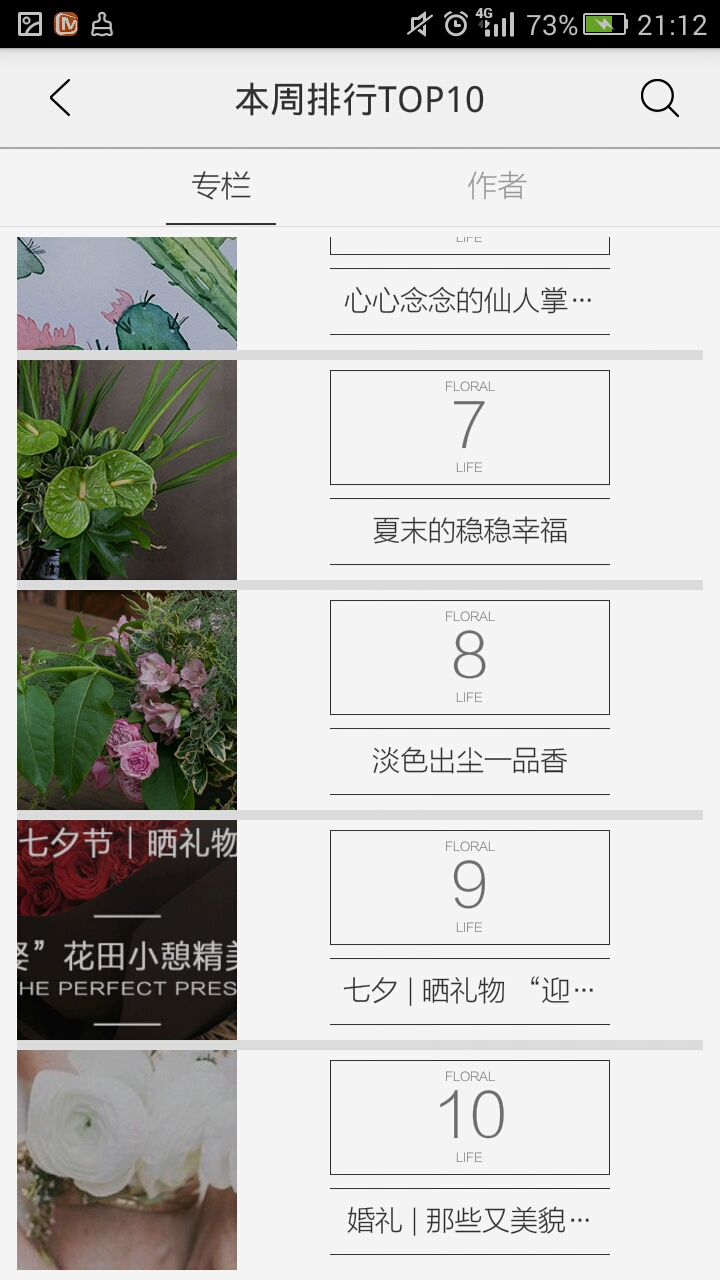 4G 73% 21:12
本周排行TOP10
专栏 作者
LIFE
心心念念的仙人掌…
FLORAL
7
LIFE
夏末的稳稳幸福
FLORAL
8
LIFE
淡色出尘一品香
七夕节｜晒礼物
”花田小憩精美
HE PERFECT PRES
FLORAL
9
LIFE
七夕 | 晒礼物 “迎…
FLORAL
10
LIFE
婚礼 | 那些又美貌…